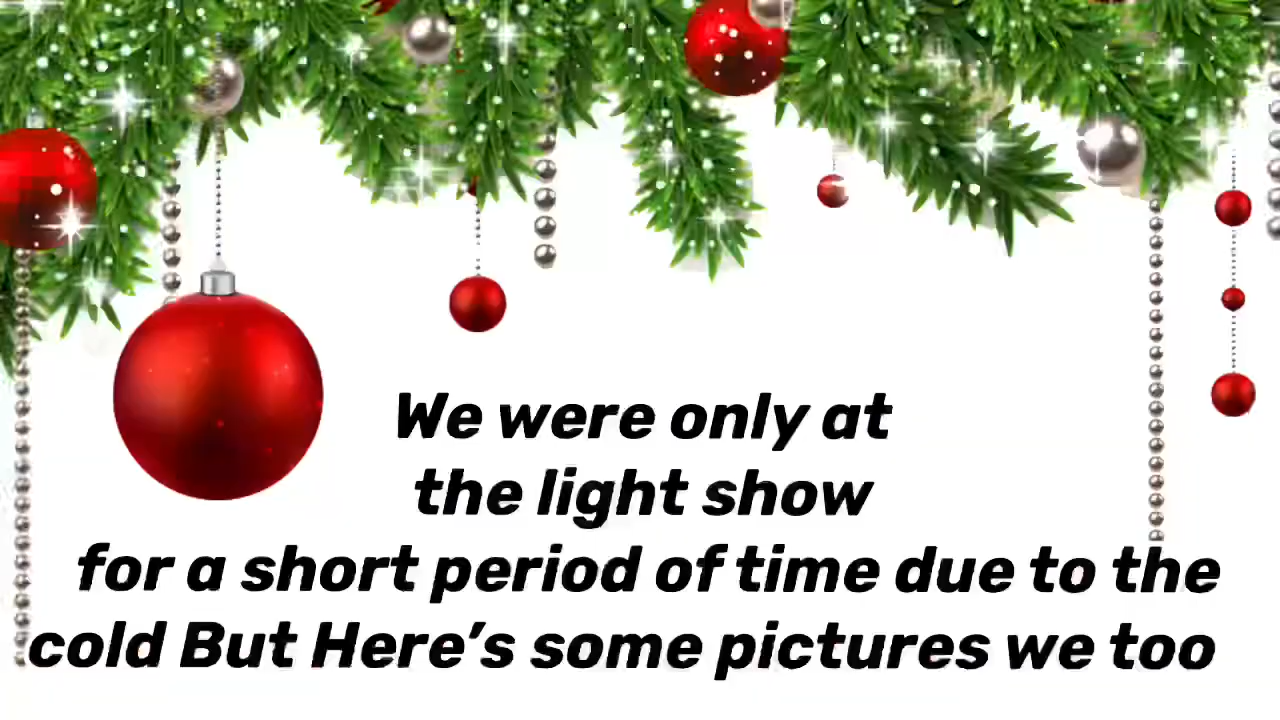 We were only at
the light show
for a short period of time due to the
cold But Here's some pictures we too